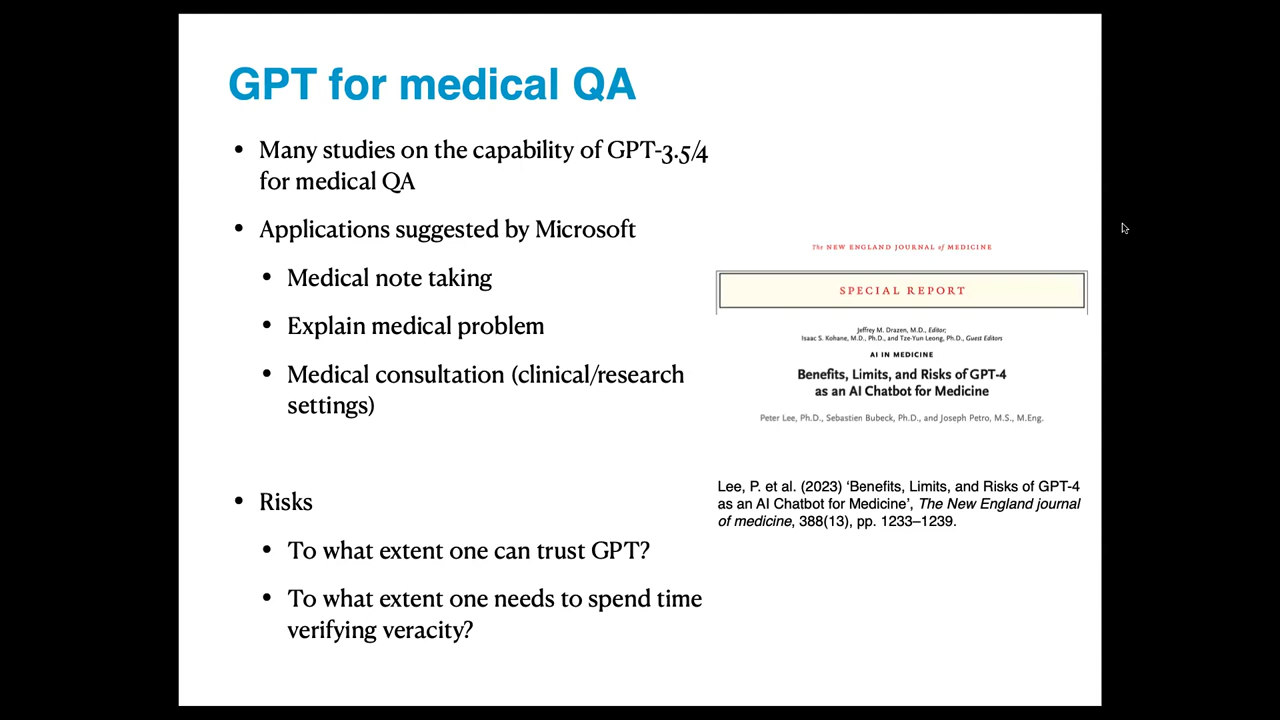 GPT for medical QA
• Many studies on the capability of GPT-3.5/4
for medical QA
• Applications suggested by Microsoft
• Medical note taking
• Explain medical problem
• Medical consultation (clinical/research
settings)
• Risks
• To what extent one can trust GPT?
• To what extent one needs to spend time
verifying veracity?
The NEW ENGLAND JOURNAL of MEDICINE
SPECIAL REPORT
Jeffrey M. Drazen, M.D., Editor;
Isaac S. Kohane, M.D., Ph.D., and Tze-Yun Leong, Ph.D., Guest Editors
AI IN MEDICINE
Benefits, Limits, and Risks of GPT-4
as an AI Chatbot for Medicine
Peter Lee, Ph.D., Sebastien Bubeck, Ph.D., and Joseph Petro, M.S., M.Eng.
Lee, P. et al. (2023) ‘Benefits, Limits, and Risks of GPT-4
as an AI Chatbot for Medicine’, The New England journal
of medicine, 388(13), pp. 1233–1239.